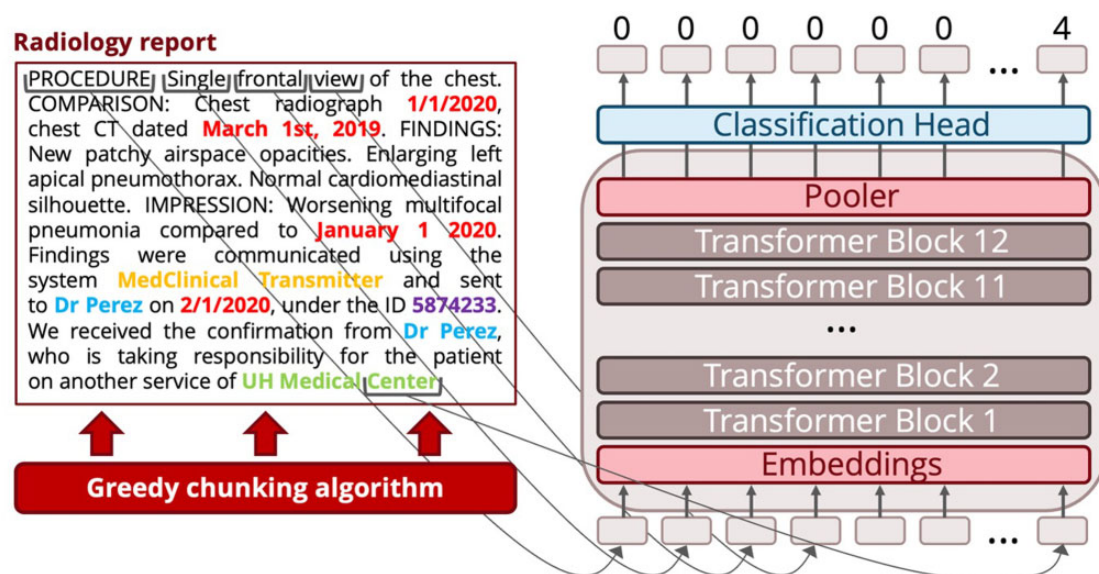 Radiology report
PROCEDURE Single frontal view of the chest.
COMPARISON: Chest radiograph 1/1/2020,
chest CT dated March 1st, 2019. FINDINGS:
New patchy airspace opacities. Enlarging left
apical pneumothorax. Normal cardiomediastinal
silhouette. IMPRESSION: Worsening multifocal
pneumonia compared to January 1 2020.
Findings were communicated using the
system MedClinical Transmitter and sent
to Dr Perez on 2/1/2020, under the ID 5874233.
We received the confirmation from Dr Perez,
who is taking responsibility for the patient
on another service of UH Medical Center
Greedy chunking algorithm
0 0 0 0 0 0 4
...
Classification Head
Pooler
Transformer Block 12
Transformer Block 11
...
Transformer Block 2
Transformer Block 1
Embeddings
...